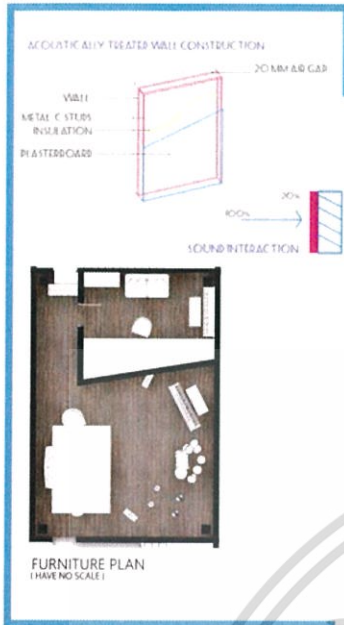 ACOUSTICALLY TREATED WALL CONSTRUCTION
20 MM AIR GAP
WALL
METAL C STUDS
INSULATION
PLASTERBOARD
20%
100%
SOUND INTERACTION
FURNITURE PLAN
( HAVE NO SCALE )